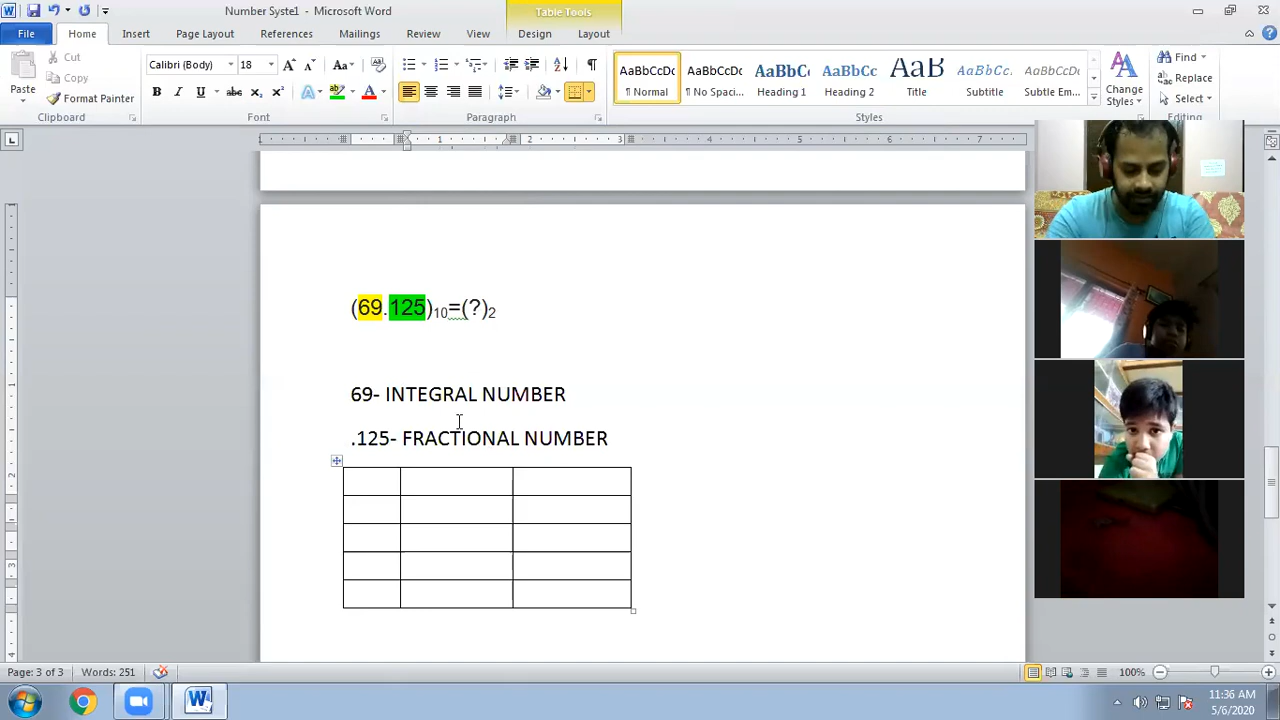 Number Syste1 - Microsoft Word
Table Tools
File Home Insert Page Layout References Mailings Review View Design Layout
Paste
Cut
Copy
Format Painter
Clipboard
Calibri (Body) 18
Font
Paragraph
AaBbCcDc AaBbCcDc AaBbCc AaBbCc AaB AaBbCcL AaBbCcDc
¶ Normal ¶ No Spaci... Heading 1 Heading 2 Title Subtitle Subtle Em...
Styles
Change Styles
Find
Replace
Select
Editing
(69.125)10=(?)2
69- INTEGRAL NUMBER
.125- FRACTIONAL NUMBER
Page: 3 of 3 Words: 251 100%
11:36 AM
5/6/2020